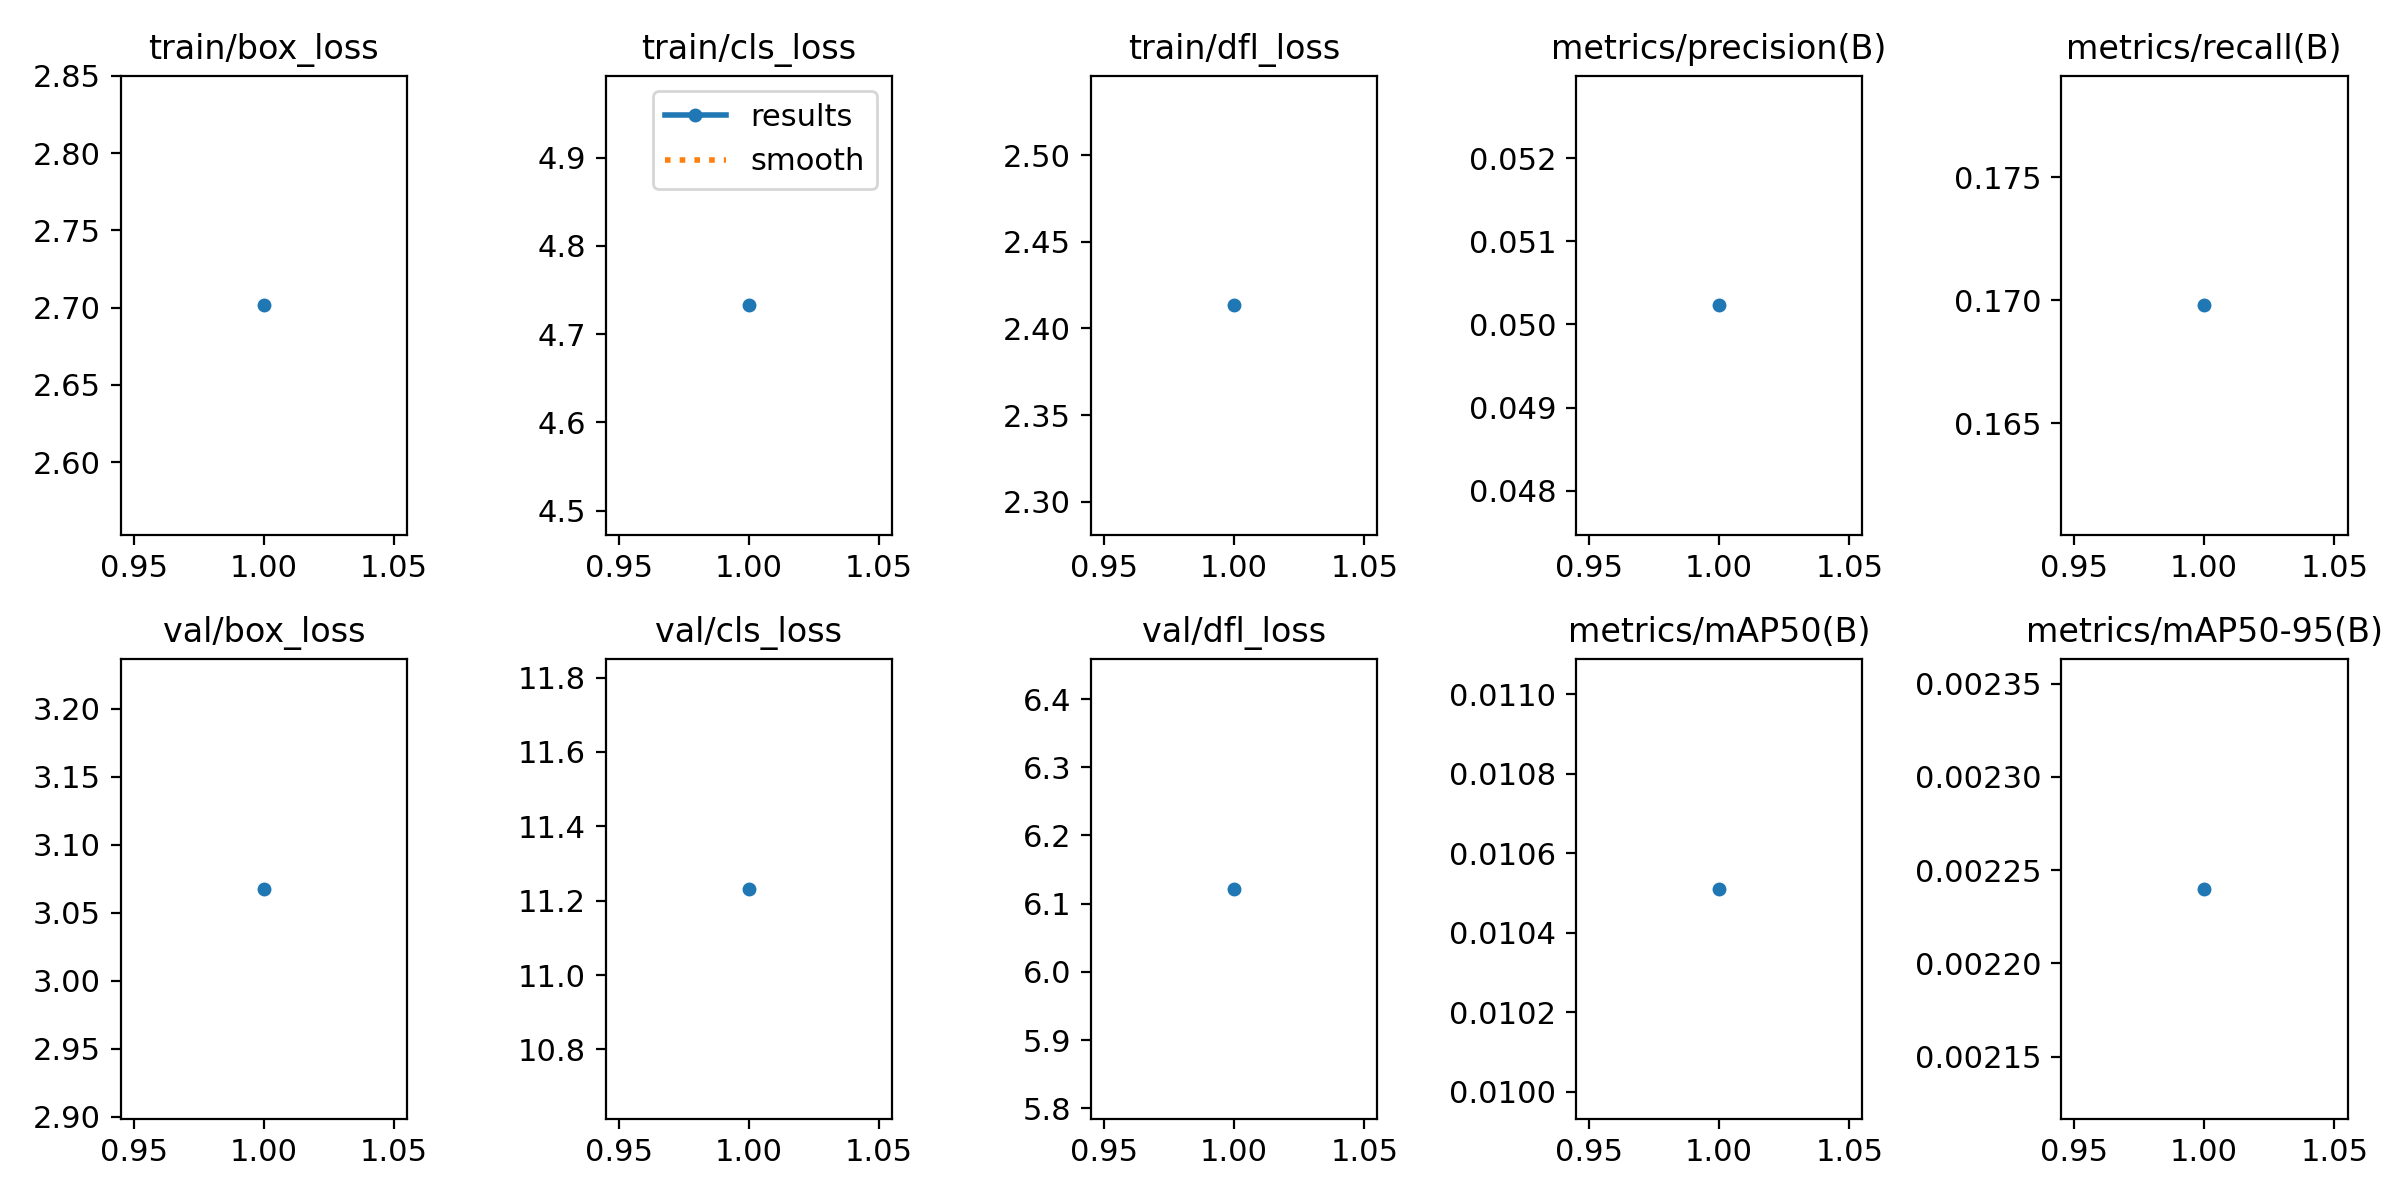 train/box_loss
2.85
2.80
2.75
2.70
2.65
2.60
0.95 1.00 1.05
train/cls_loss
results
smooth
4.9
4.8
4.7
4.6
4.5
0.95 1.00 1.05
train/dfl_loss
2.50
2.45
2.40
2.35
2.30
0.95 1.00 1.05
metrics/precision(B)
0.052
0.051
0.050
0.049
0.048
0.95 1.00 1.05
metrics/recall(B)
0.175
0.170
0.165
0.95 1.00 1.05
val/box_loss
3.20
3.15
3.10
3.05
3.00
2.95
2.90
0.95 1.00 1.05
val/cls_loss
11.8
11.6
11.4
11.2
11.0
10.8
0.95 1.00 1.05
val/dfl_loss
6.4
6.3
6.2
6.1
6.0
5.9
5.8
0.95 1.00 1.05
metrics/mAP50(B)
0.0110
0.0108
0.0106
0.0104
0.0102
0.0100
0.95 1.00 1.05
metrics/mAP50-95(B)
0.00235
0.00230
0.00225
0.00220
0.00215
0.95 1.00 1.05